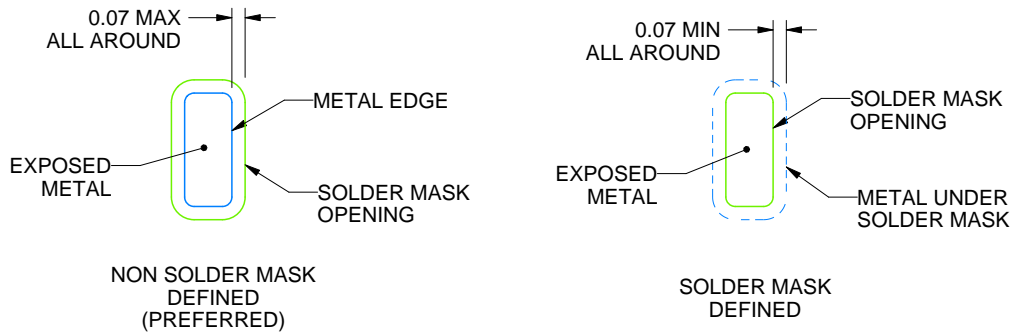 0.07 MAX
ALL AROUND
METAL EDGE
EXPOSED
METAL
SOLDER MASK
OPENING
NON SOLDER MASK
DEFINED
(PREFERRED)
0.07 MIN
ALL AROUND
SOLDER MASK
OPENING
EXPOSED
METAL
METAL UNDER
SOLDER MASK
SOLDER MASK
DEFINED